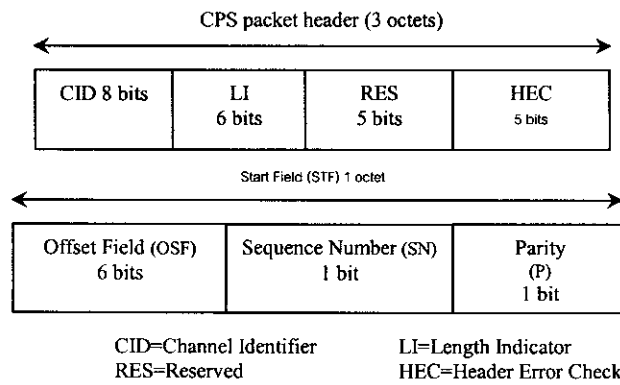 CPS packet header (3 octets)
CID 8 bits
LI
6 bits
RES
5 bits
HEC
5 bits
Start Field (STF) 1 octet
Offset Field (OSF)
6 bits
Sequence Number (SN)
1 bit
Parity
(P)
1 bit
CID=Channel Identifier
LI=Length Indicator
RES=Reserved
HEC=Header Error Check